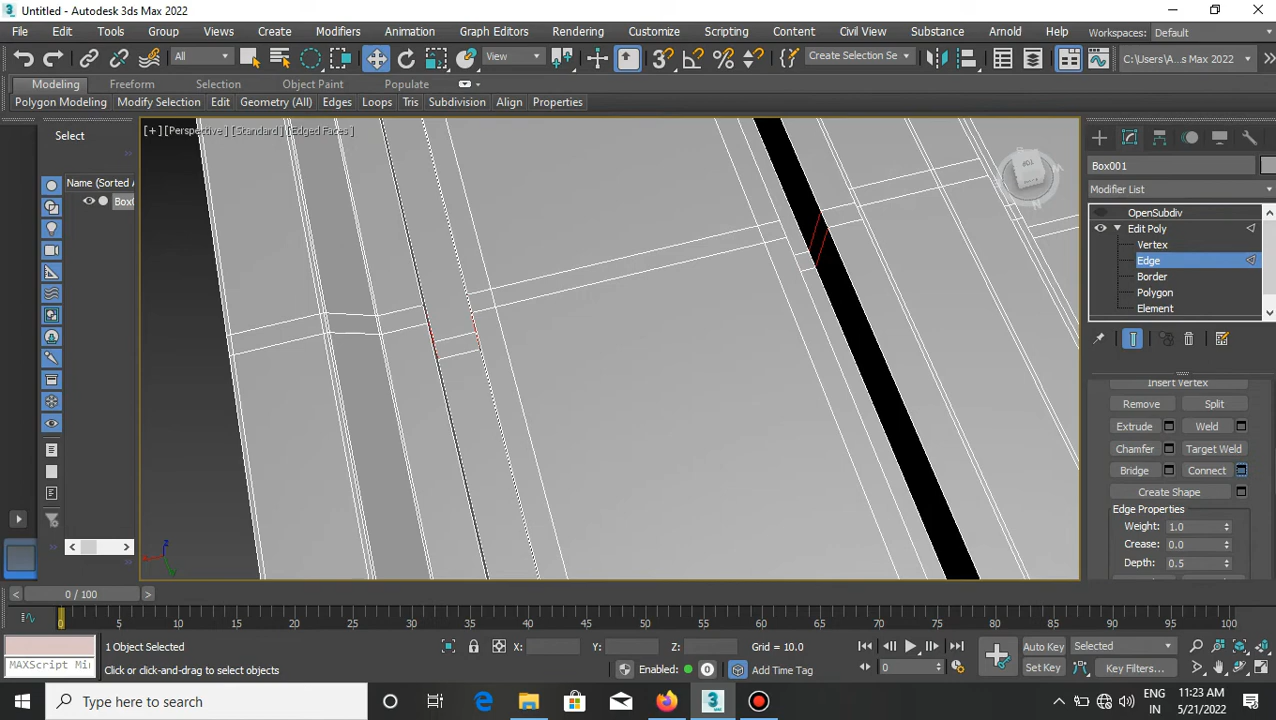 Untitled - Autodesk 3ds Max 2022
File Edit Tools Group Views Create Modifiers Animation Graph Editors Rendering Customize Scripting Content Civil View Substance Arnold Help Workspaces: Default
All View Create Selection Se C:\Users\A...s Max 2022
Modeling Freeform Selection Object Paint Populate
Polygon Modeling Modify Selection Edit Geometry (All) Edges Loops Tris Subdivision Align Properties
Select
[+] [Perspective] [Standard] [Edged Faces]
Name (Sorted A
Box0
TOP
Box001
Modifier List
OpenSubdiv
Edit Poly
Vertex
Edge
Border
Polygon
Element
Insert Vertex
Remove Split
Extrude Weld
Chamfer Target Weld
Bridge Connect
Create Shape
Edge Properties
Weight: 1.0
Crease: 0.0
Depth: 0.5
z
0 / 100
0 5 10 15 20 25 30 35 40 45 50 55 60 65 70 75 80 85 90 95 100
1 Object Selected X: Y: Z: Grid = 10.0 Auto Key Selected
MAXScript Mi Click or click-and-drag to select objects Enabled: 0 Add Time Tag 0 Set Key Key Filters...
Type here to search
3
ENG
IN
11:23 AM
5/21/2022